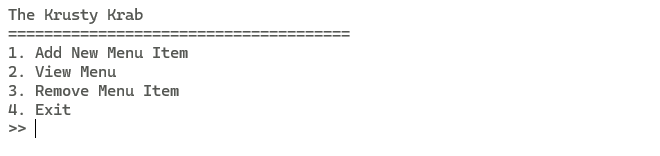 The Krusty Krab
======================================
1. Add New Menu Item
2. View Menu
3. Remove Menu Item
4. Exit
>>